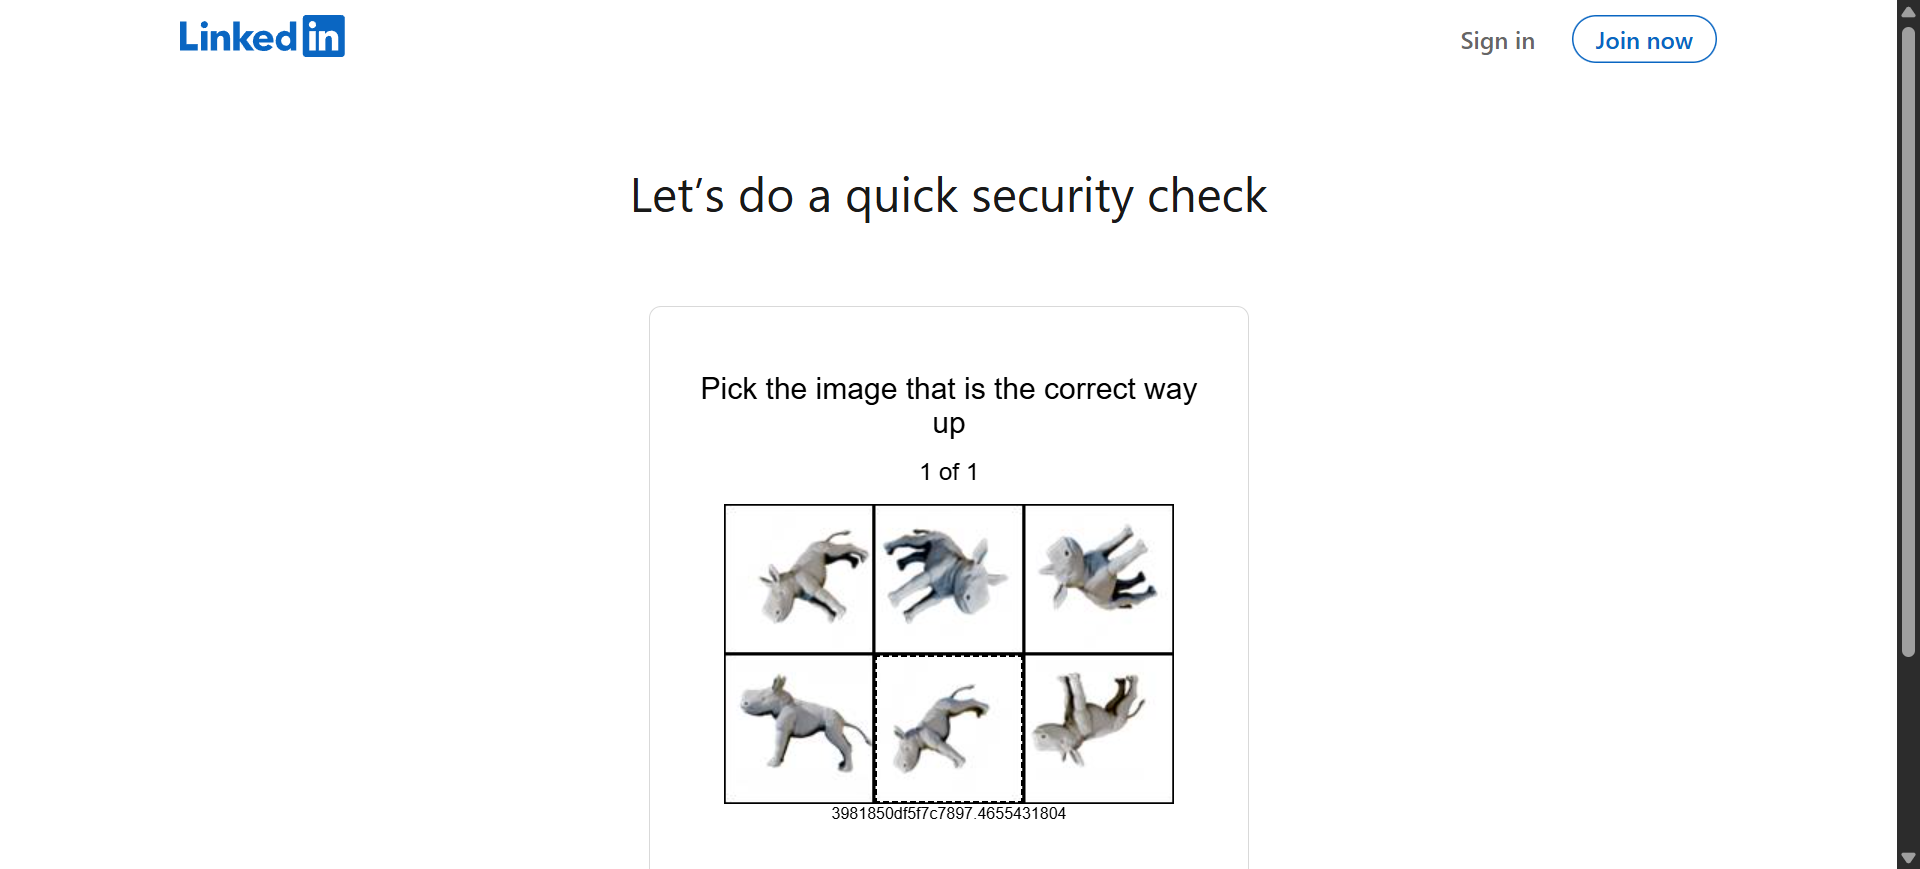 Linked in
Sign in
Join now
Let's do a quick security check
Pick the image that is the correct way
up
1 of 1
3981850df5f7c7897.4655431804